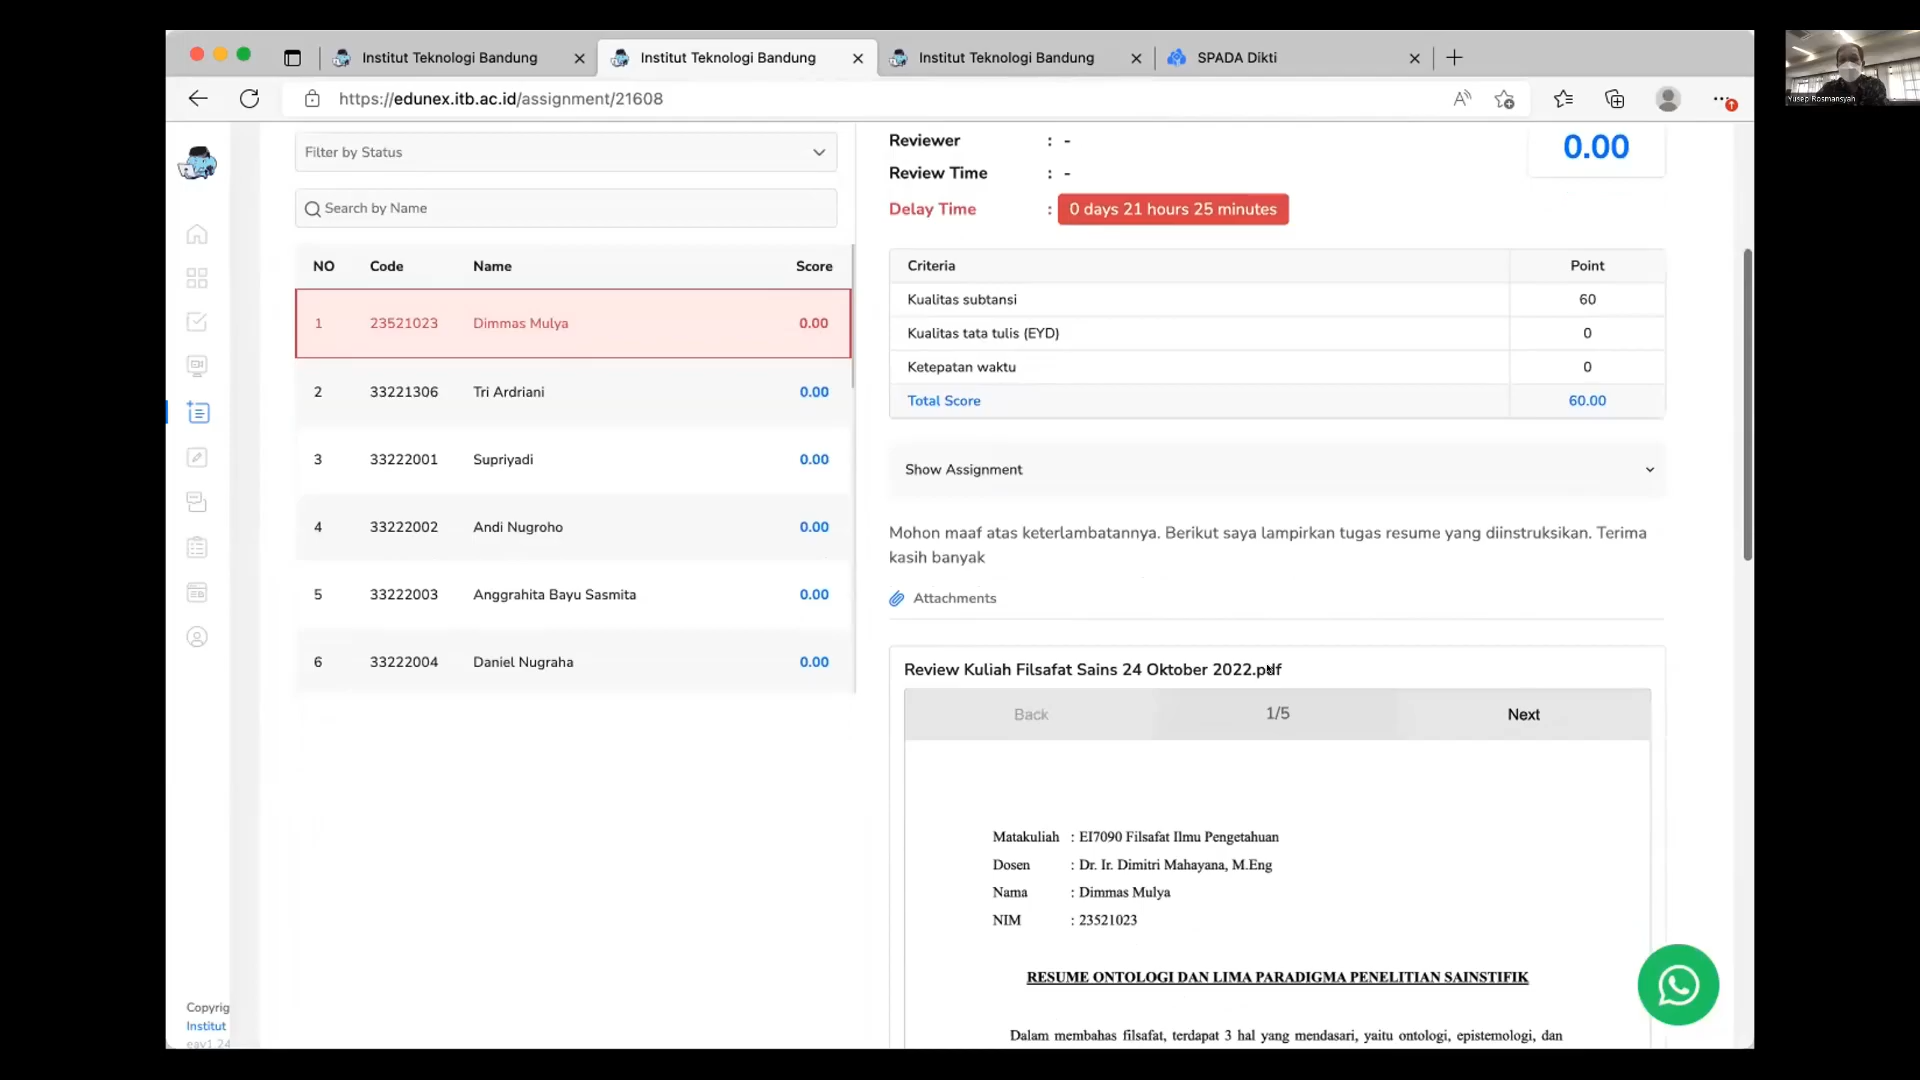 Institut Teknologi Bandung
Institut Teknologi Bandung
Institut Teknologi Bandung
SPADA Dikti
Yusep Rosmansyah
https://edunex.itb.ac.id/assignment/21608
Filter by Status
Search by Name
NO Code Name Score
1 23521023 Dimmas Mulya 0.00
2 33221306 Tri Ardriani 0.00
3 33222001 Supriyadi 0.00
4 33222002 Andi Nugroho 0.00
5 33222003 Anggrahita Bayu Sasmita 0.00
6 33222004 Daniel Nugraha 0.00
Copyrig
Institut
eav1.24
Reviewer : -
0.00
Review Time : -
Delay Time : 0 days 21 hours 25 minutes
Criteria Point
Kualitas subtansi 60
Kualitas tata tulis (EYD) 0
Ketepatan waktu 0
Total Score 60.00
Show Assignment
Mohon maaf atas keterlambatannya. Berikut saya lampirkan tugas resume yang diinstruksikan. Terima
kasih banyak
Attachments
Review Kuliah Filsafat Sains 24 Oktober 2022.pdf
Back 1/5 Next
Matakuliah : EI7090 Filsafat Ilmu Pengetahuan
Dosen : Dr. Ir. Dimitri Mahayana, M.Eng
Nama : Dimmas Mulya
NIM : 23521023
RESUME ONTOLOGI DAN LIMA PARADIGMA PENELITIAN SAINSTIFIK
Dalam membahas filsafat, terdapat 3 hal yang mendasari, yaitu ontologi, epistemologi, dan